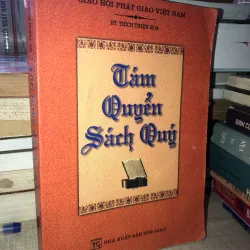 GIÁO HỘI PHẬT GIÁO VIỆT NAM
HT. THÍCH THIỆN HOA
Tám
Quyển
Sách Quý
NHÀ XUẤT BẢN TÔN GIÁO